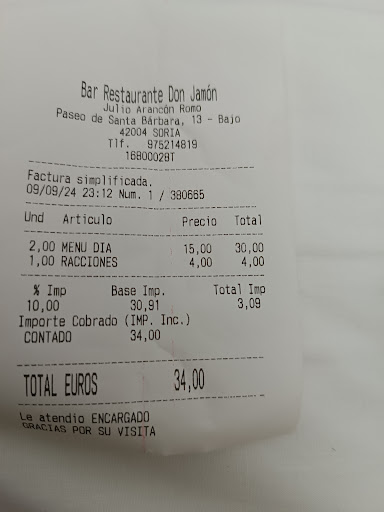 Bar Restaurante Don Jamón
Julio Arancón Romo
Paseo de Santa Bárbara, 13 - Bajo
42004 SORIA
Tlf. 975214819
16800028T
Factura simplificada.
09/09/24 23:12 Num. 1 / 380665
Und Articulo Precio Total
2,00 MENU DIA 15,00 30,00
1,00 RACCIONES 4,00 4,00
% Imp Base Imp. Total Imp
10,00 30,91 3,09
Importe Cobrado (IMP. Inc.)
CONTADO 34,00
TOTAL EUROS 34,00
Le atendio ENCARGADO
GRACIAS POR SU VISITA